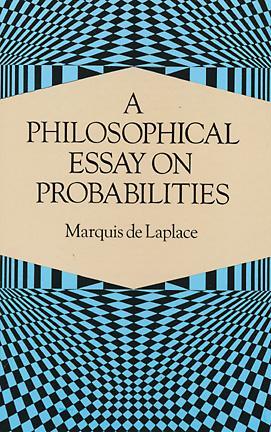 A
PHILOSOPHICAL
ESSAY ON
PROBABILITIES
Marquis de Laplace